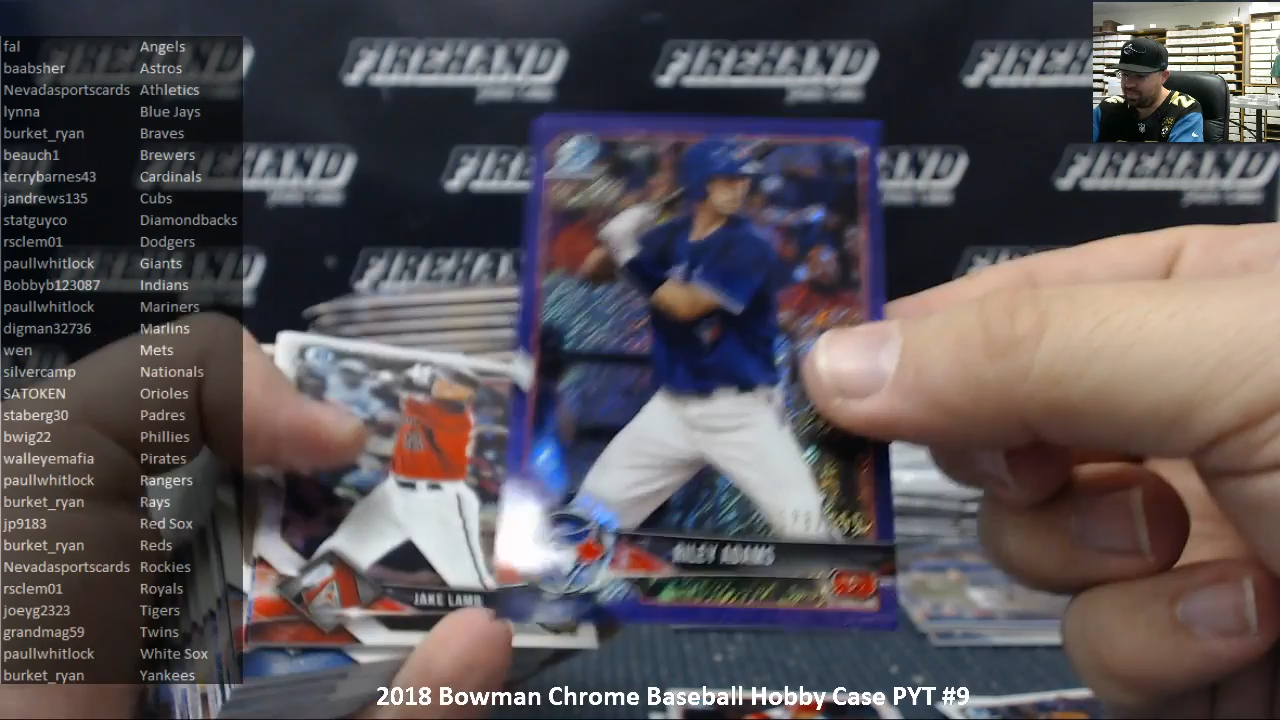 fal Angels
baabsher Astros
Nevadasportscards Athletics
lynna Blue Jays
burket_ryan Braves
beauch1 Brewers
terrybarnes43 Cardinals
jandrews135 Cubs
statguyco Diamondbacks
rsclem01 Dodgers
paullwhitlock Giants
Bobbyb123087 Indians
paullwhitlock Mariners
digman32736 Marlins
wen Mets
silvercamp Nationals
SATOKEN Orioles
staberg30 Padres
bwig22 Phillies
walleyemafia Pirates
paullwhitlock Rangers
burket_ryan Rays
jp9183 Red Sox
burket_ryan Reds
Nevadasportscards Rockies
rsclem01 Royals
joeyg2323 Tigers
grandmag59 Twins
paullwhitlock White Sox
burket_ryan Yankees
FIREHAND FIREHAND FIREHAND
FIREHAND
FIREHAND
RILEY ADAMS
JAKE LAMB
2018 Bowman Chrome Baseball Hobby Case PYT #9